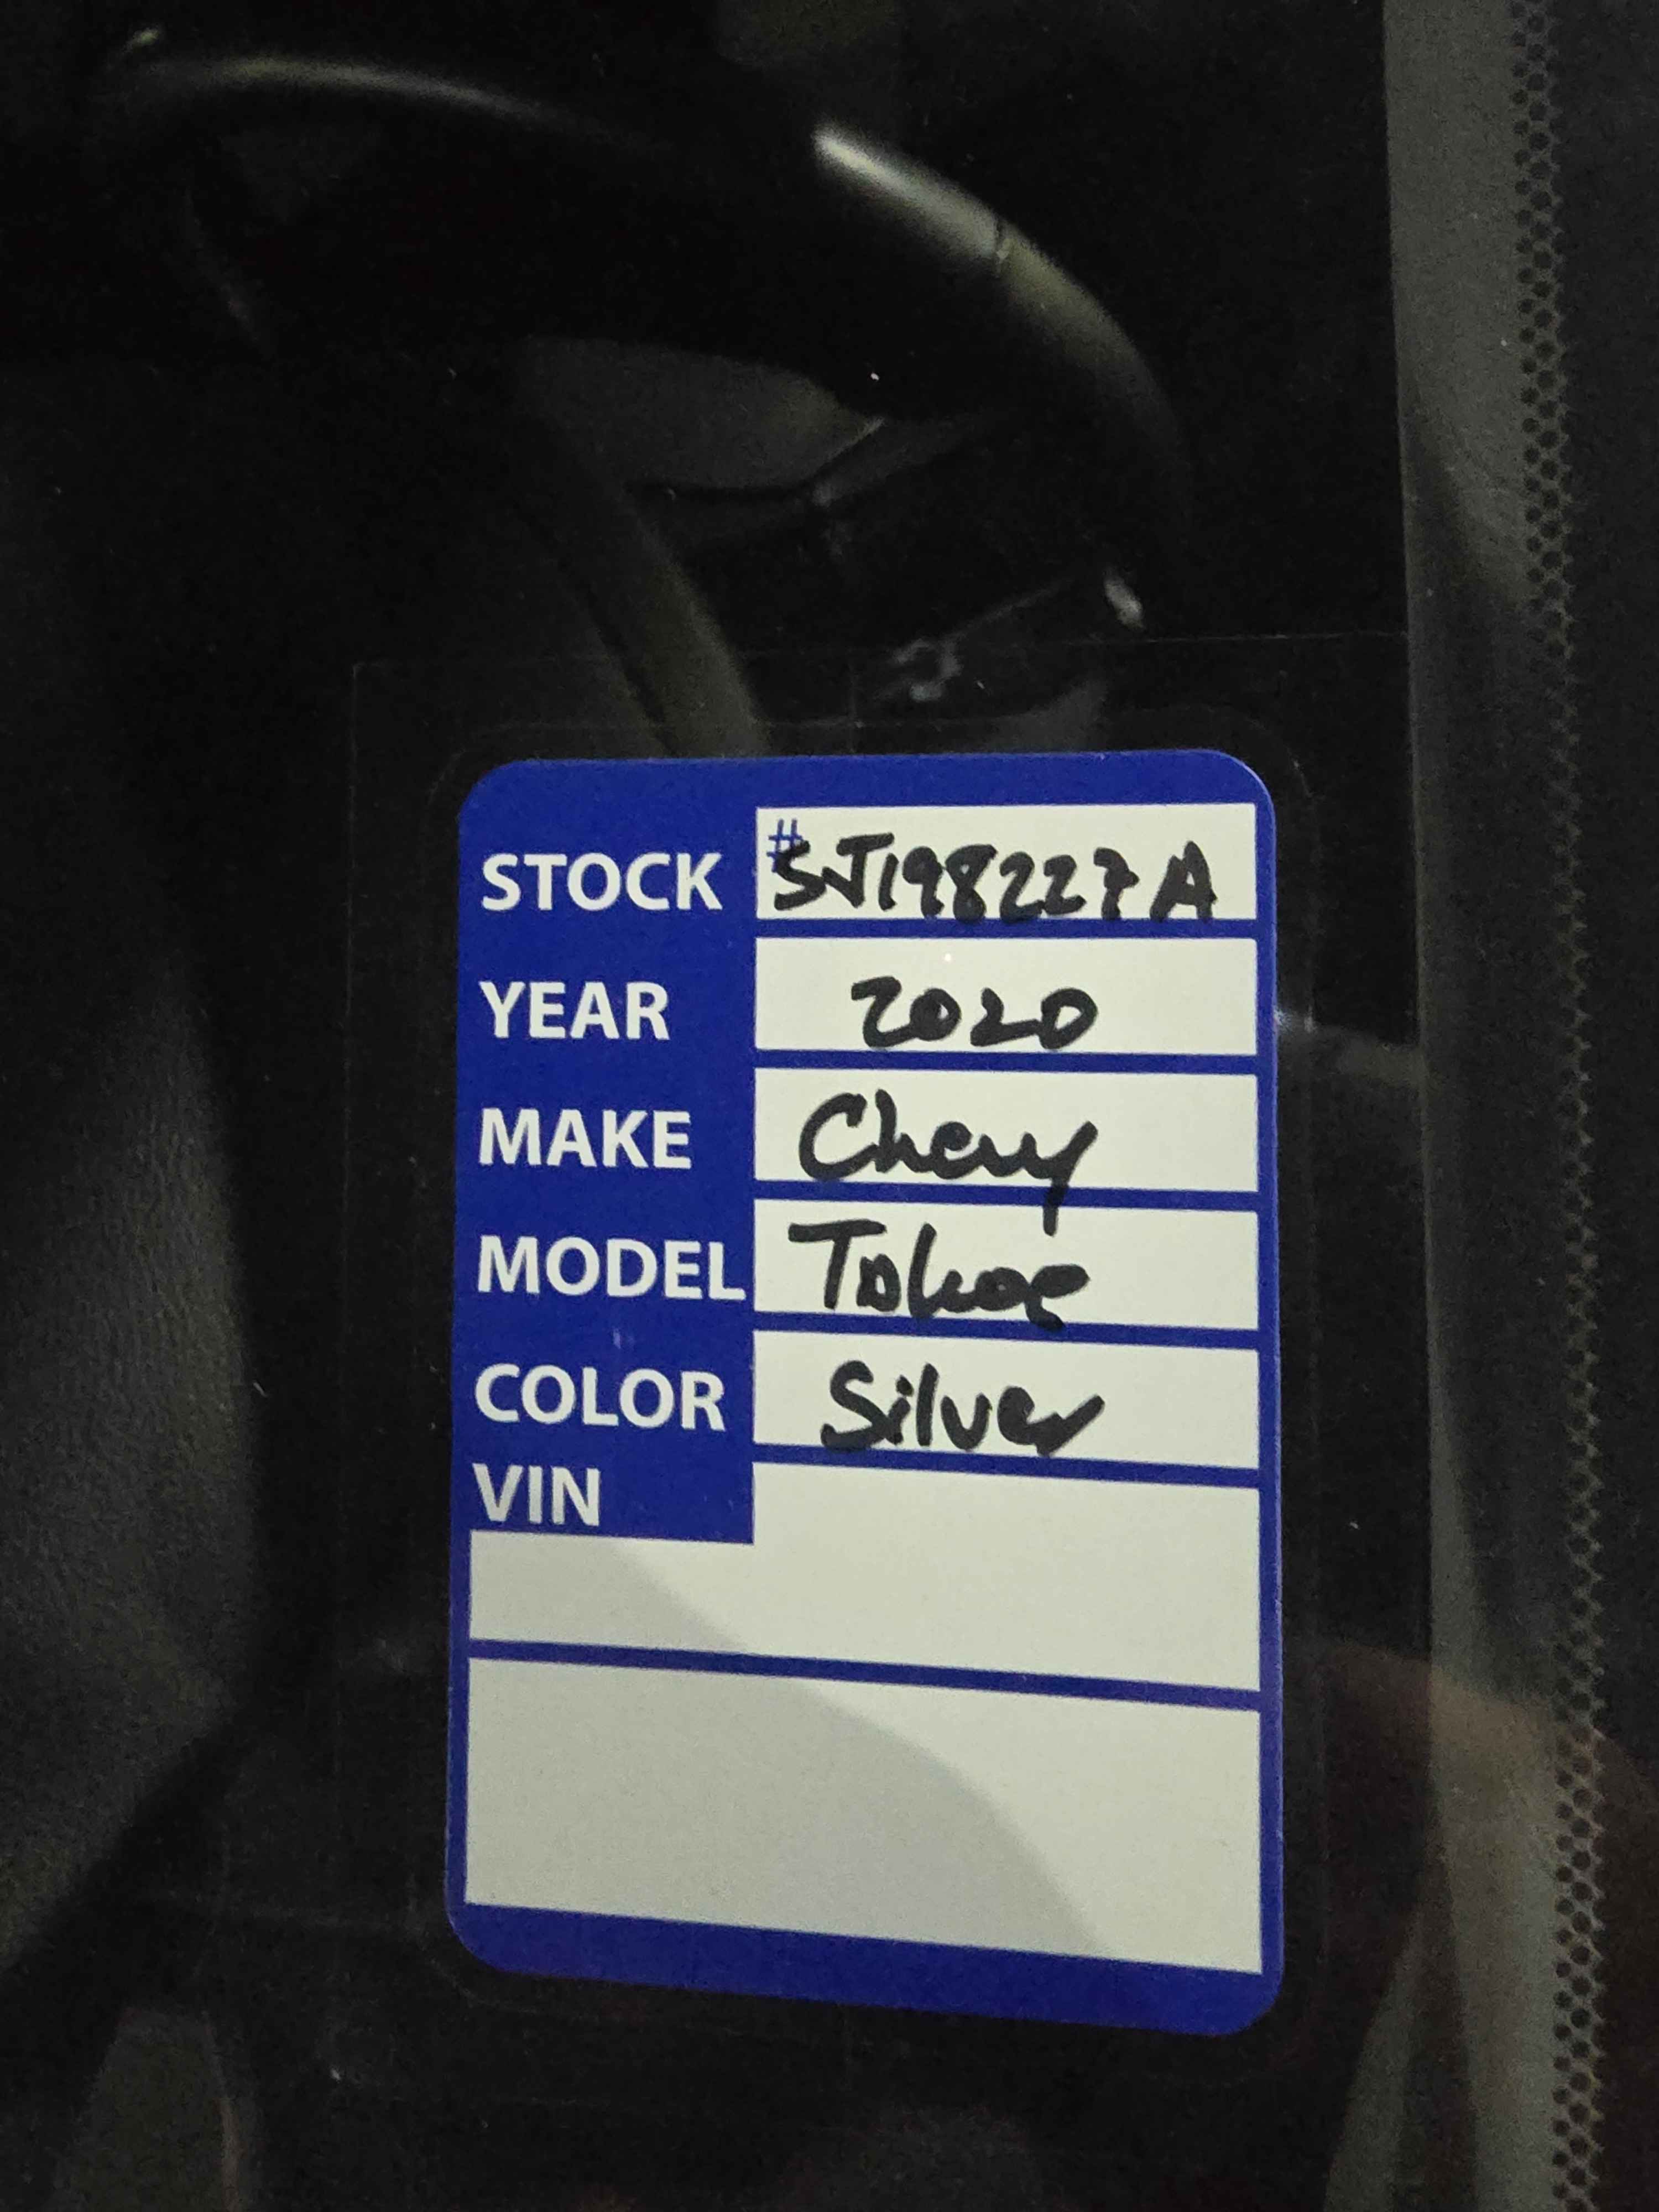 STOCK #SJ198227A
YEAR 2020
MAKE Chevy
MODEL Tahoe
COLOR Silver
VIN